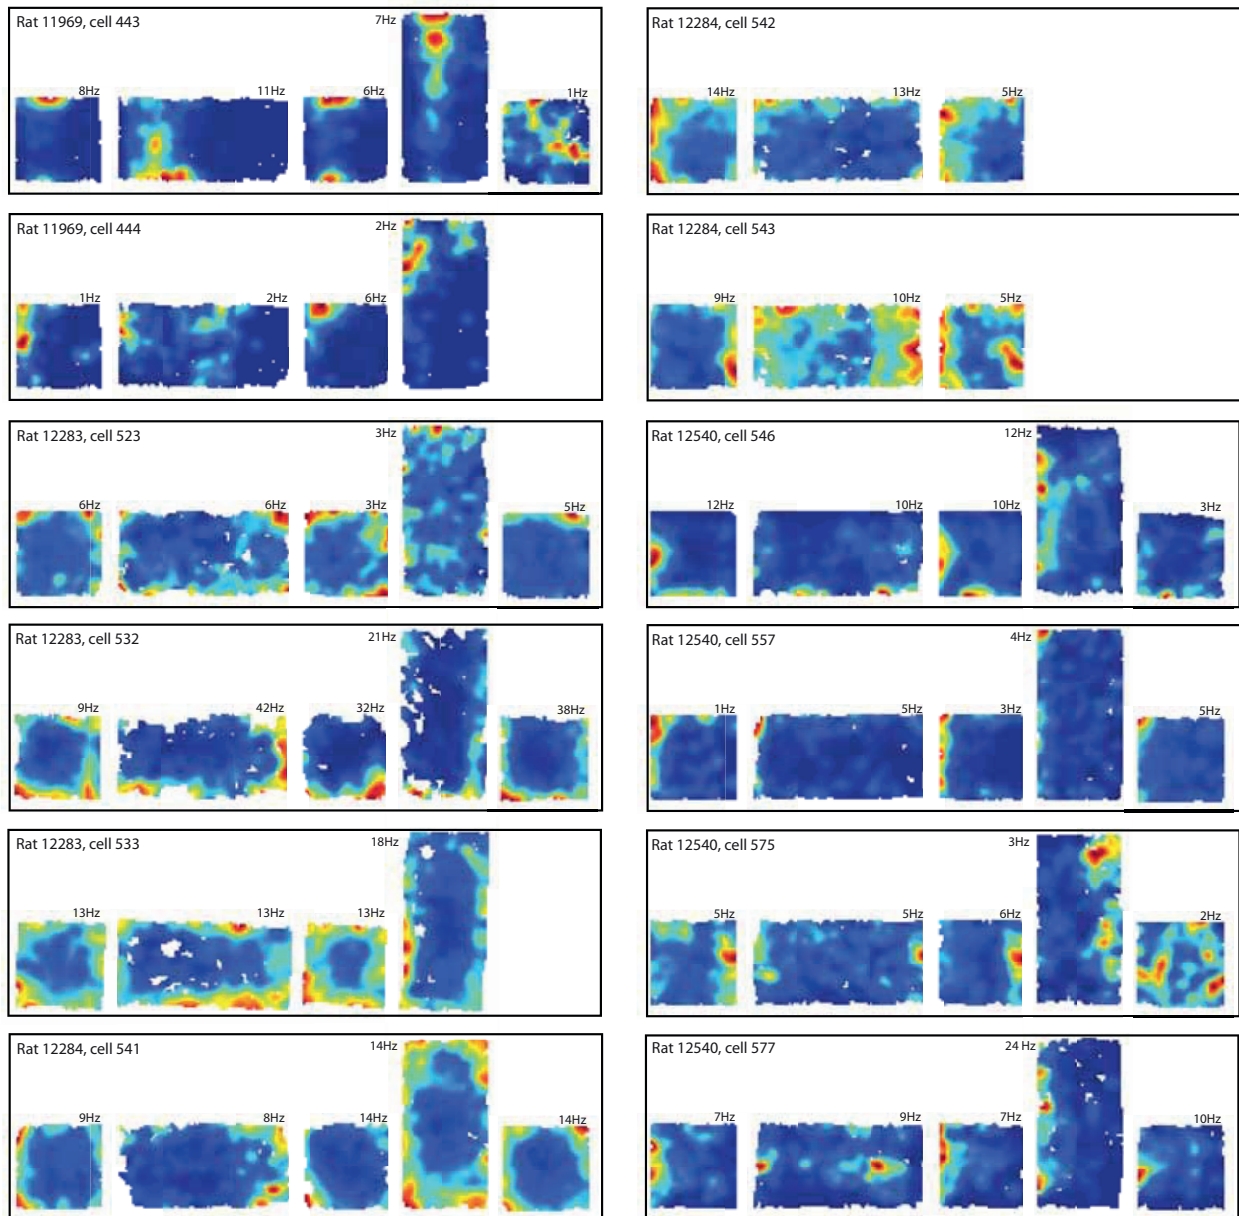 Rat 11969, cell 443
7Hz
8Hz
11Hz
6Hz
1Hz
Rat 11969, cell 444
2Hz
1Hz
2Hz
6Hz
Rat 12283, cell 523
3Hz
6Hz
6Hz
3Hz
5Hz
Rat 12283, cell 532
21Hz
9Hz
42Hz
32Hz
38Hz
Rat 12283, cell 533
18Hz
13Hz
13Hz
13Hz
Rat 12284, cell 541
14Hz
9Hz
8Hz
14Hz
14Hz
Rat 12284, cell 542
14Hz
13Hz
5Hz
Rat 12284, cell 543
9Hz
10Hz
5Hz
Rat 12540, cell 546
12Hz
12Hz
10Hz
10Hz
3Hz
Rat 12540, cell 557
4Hz
1Hz
5Hz
3Hz
5Hz
Rat 12540, cell 575
3Hz
5Hz
5Hz
6Hz
2Hz
Rat 12540, cell 577
24 Hz
7Hz
9Hz
7Hz
10Hz